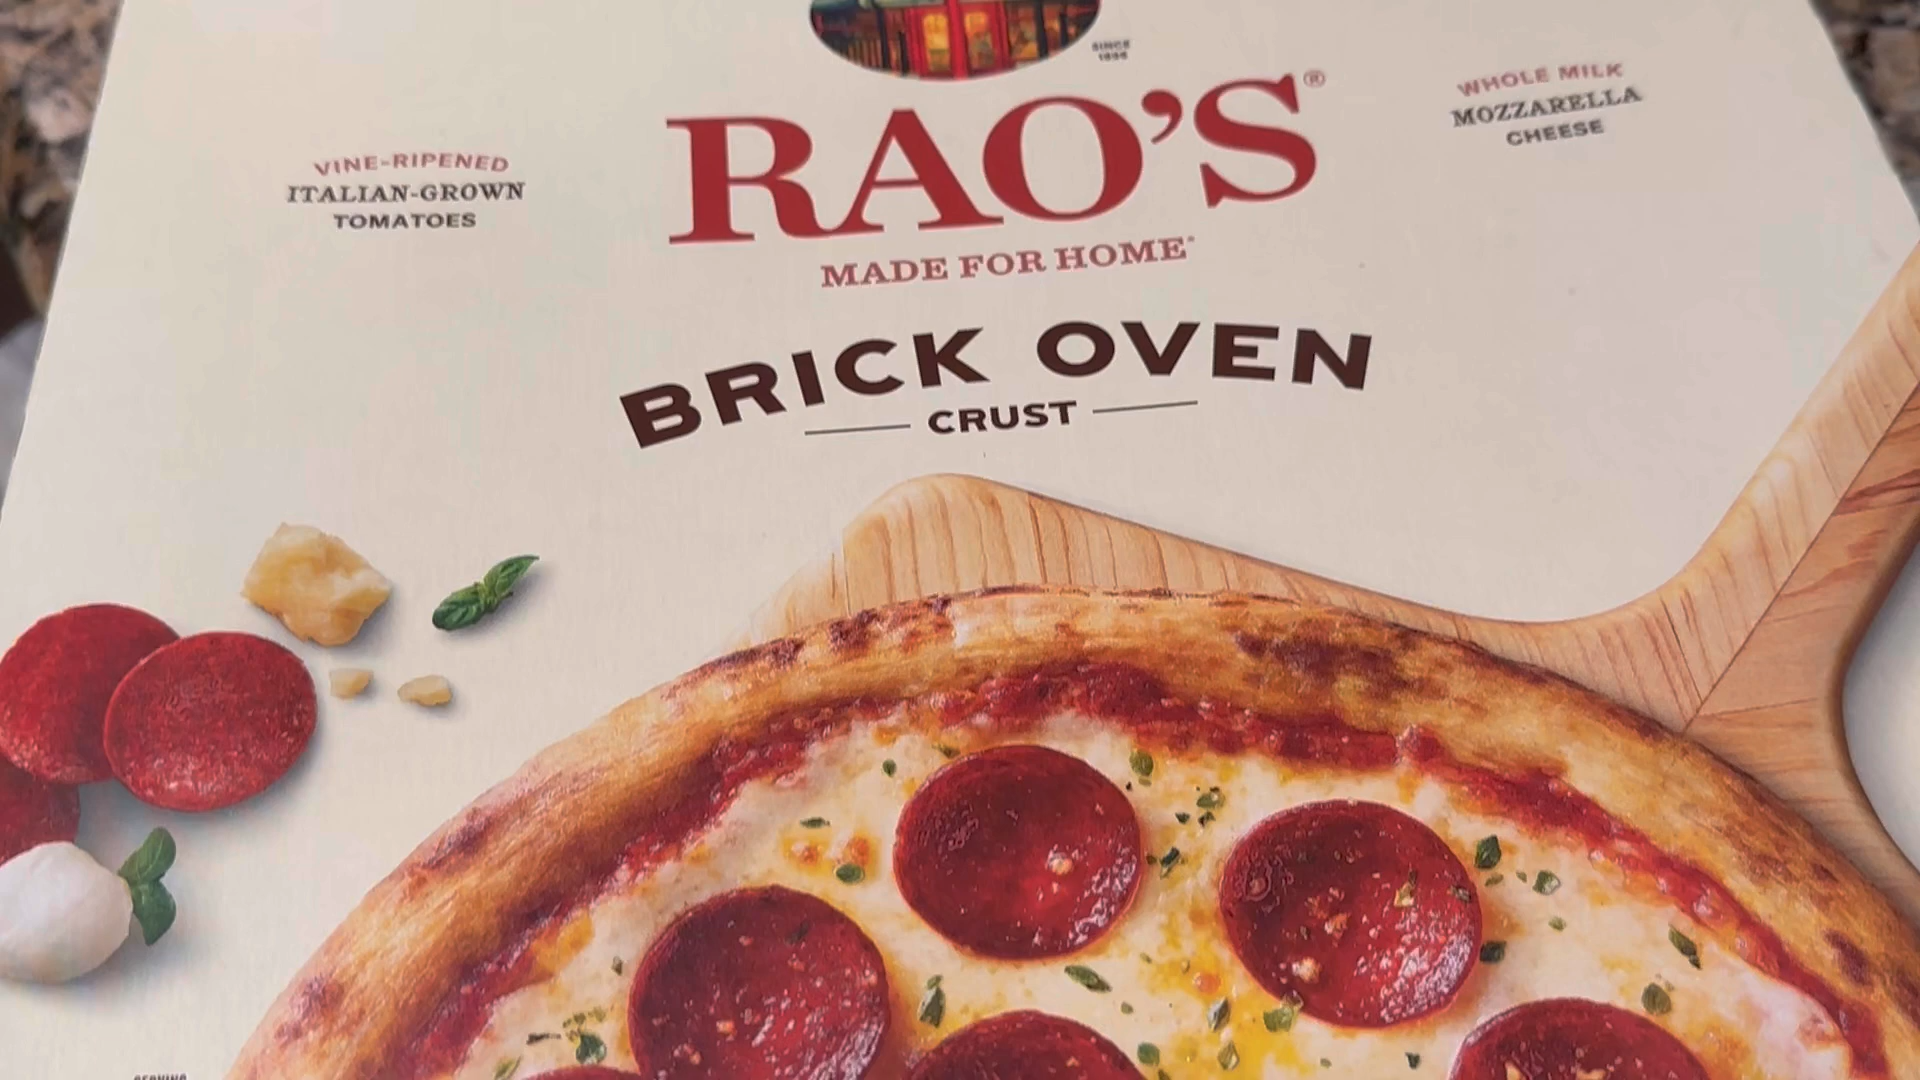 SINCE
1896
RAO'S®
MADE FOR HOME
VINE-RIPENED
ITALIAN-GROWN
TOMATOES
WHOLE MILK
MOZZARELLA
CHEESE
BRICK OVEN
CRUST